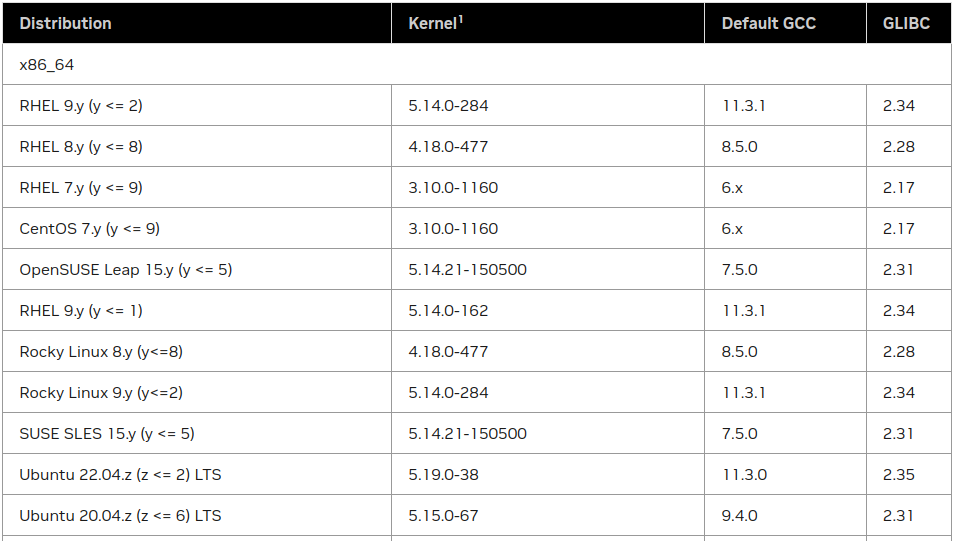 Distribution Kernel¹ Default GCC GLIBC
x86_64
RHEL 9.y (y <= 2) 5.14.0-284 11.3.1 2.34
RHEL 8.y (y <= 8) 4.18.0-477 8.5.0 2.28
RHEL 7.y (y <= 9) 3.10.0-1160 6.x 2.17
CentOS 7.y (y <= 9) 3.10.0-1160 6.x 2.17
OpenSUSE Leap 15.y (y <= 5) 5.14.21-150500 7.5.0 2.31
RHEL 9.y (y <= 1) 5.14.0-162 11.3.1 2.34
Rocky Linux 8.y (y<=8) 4.18.0-477 8.5.0 2.28
Rocky Linux 9.y (y<=2) 5.14.0-284 11.3.1 2.34
SUSE SLES 15.y (y <= 5) 5.14.21-150500 7.5.0 2.31
Ubuntu 22.04.z (z <= 2) LTS 5.19.0-38 11.3.0 2.35
Ubuntu 20.04.z (z <= 6) LTS 5.15.0-67 9.4.0 2.31